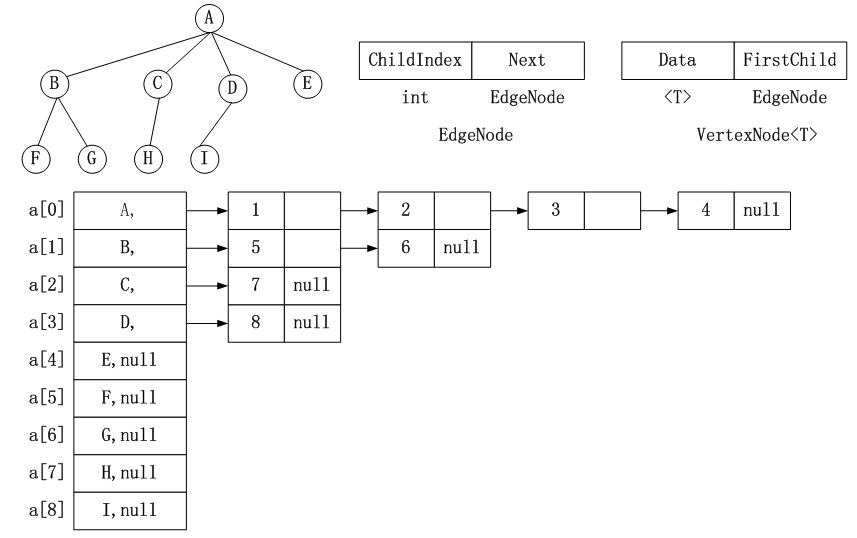 A
B C D E
F G H I
ChildIndex Next
int EdgeNode
EdgeNode
Data FirstChild
<T> EdgeNode
VertexNode<T>
a[0] A, 1 2 3 4 null
a[1] B, 5 6 null
a[2] C, 7 null
a[3] D, 8 null
a[4] E,null
a[5] F,null
a[6] G,null
a[7] H,null
a[8] I,null